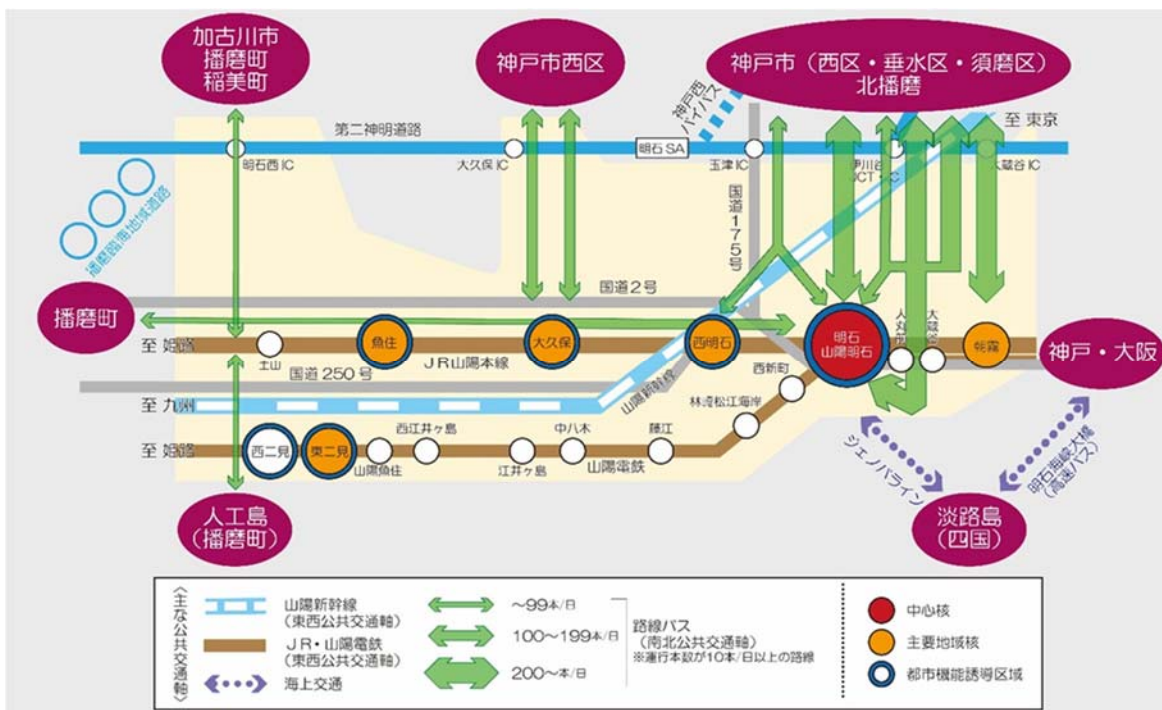 加古川市
播磨町
稲美町
神戸市西区
神戸市（西区・垂水区・須磨区）
北播磨
神戸西
バイパス
至 東京
第二神明道路
明石西IC
大久保IC
明石SA
玉津IC
伊川谷
JCT・IC
大蔵谷IC
播磨臨海地域道路
国道175号
国道2号
播磨町
至 姫路
土山
魚住
大久保
西明石
明石
山陽明石
人丸前
大蔵谷
朝霧
神戸・大阪
JR山陽本線
国道250号
山陽新幹線
西新町
至 九州
林崎松江海岸
至 姫路
西二見
東二見
山陽魚住
西江井ヶ島
江井ヶ島
中八木
藤江
山陽電鉄
ジェノバライン
明石海峡大橋
（高速バス）
人工島
（播磨町）
淡路島
（四国）
〈主な公共交通軸〉
山陽新幹線
（東西公共交通軸）
JR・山陽電鉄
（東西公共交通軸）
海上交通
～99本/日
100～199本/日
200～本/日
路線バス
（南北公共交通軸）
※運行本数が10本/日以上の路線
中心核
主要地域核
都市機能誘導区域